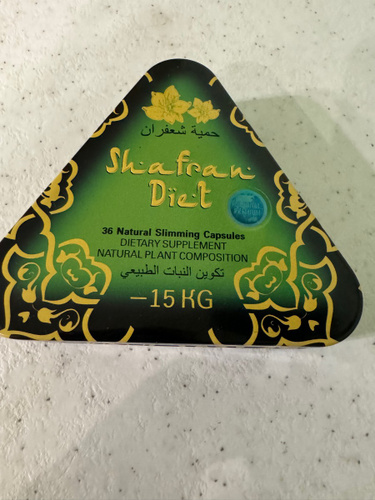 حمية شعفران
Shafran
Diet
36 Natural Slimming Capsules
DIETARY SUPPLEMENT
NATURAL PLANT COMPOSITION
تكوين النبات الطبيعي
–15 KG